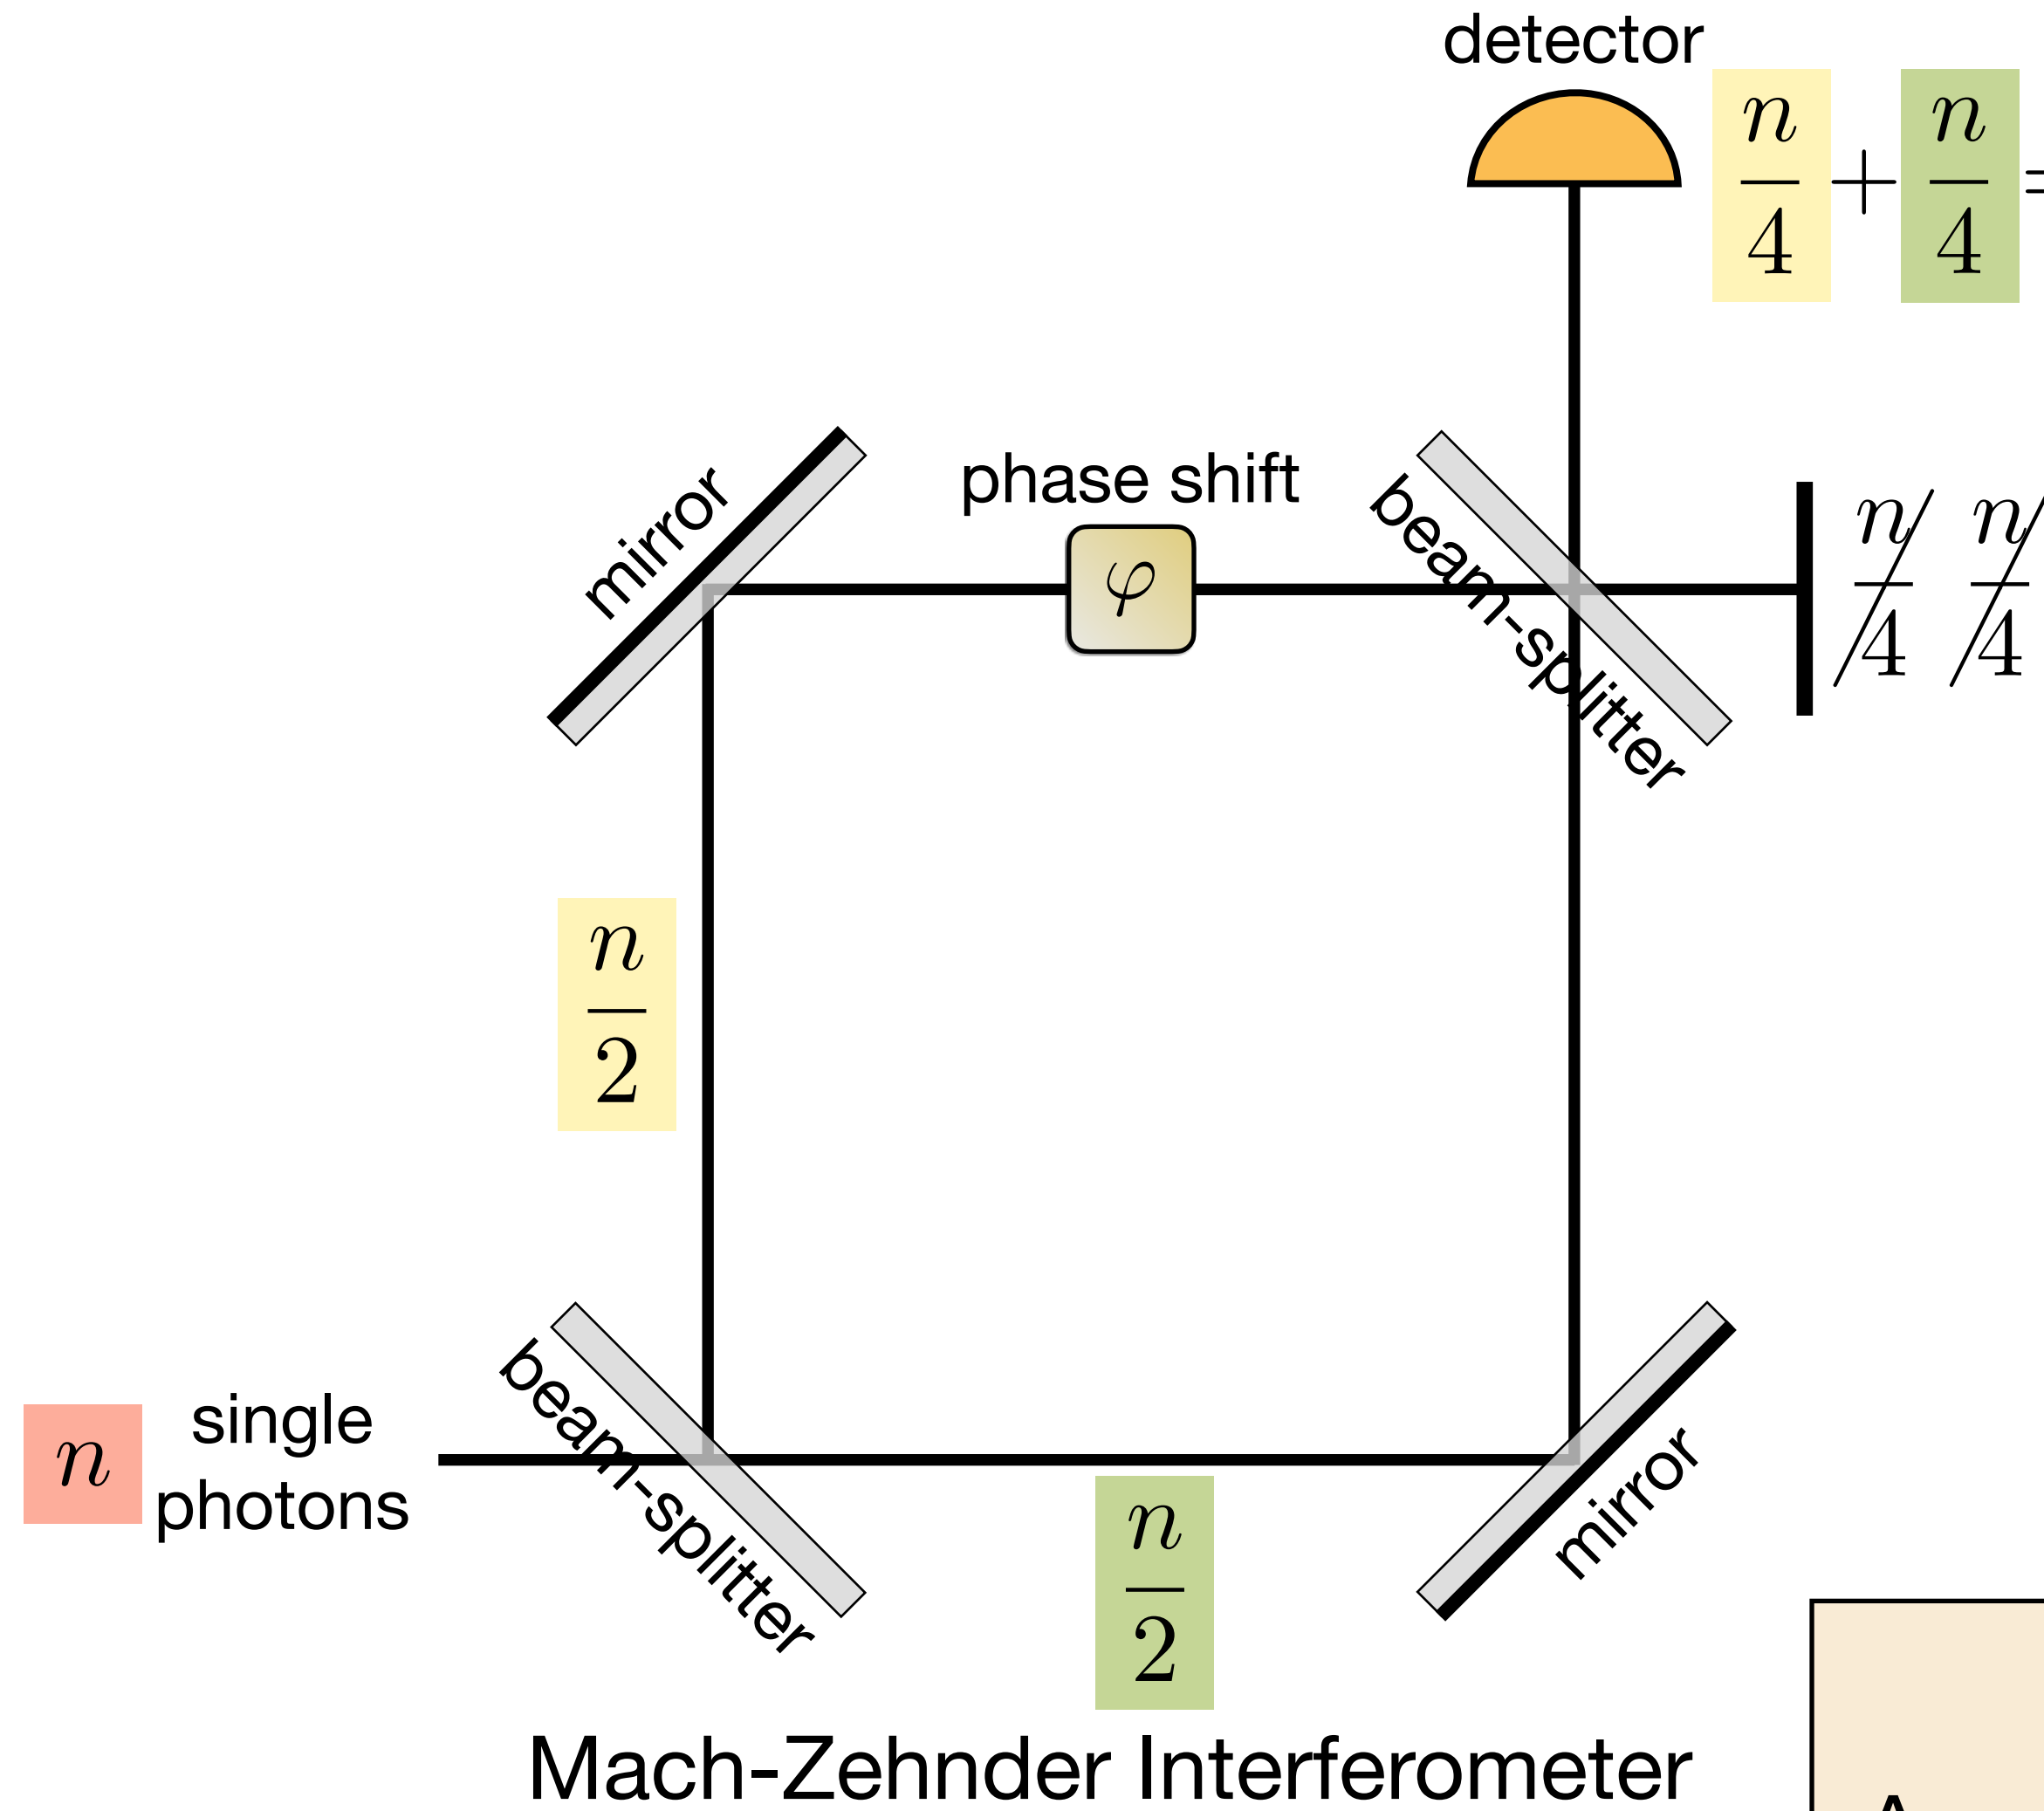 detector
n/4 + n/4 =
mirror
phase shift
φ
beam-splitter
n/4 n/4
n/2
n
single
photons
beam-splitter
n/2
mirror
Mach-Zehnder Interferometer